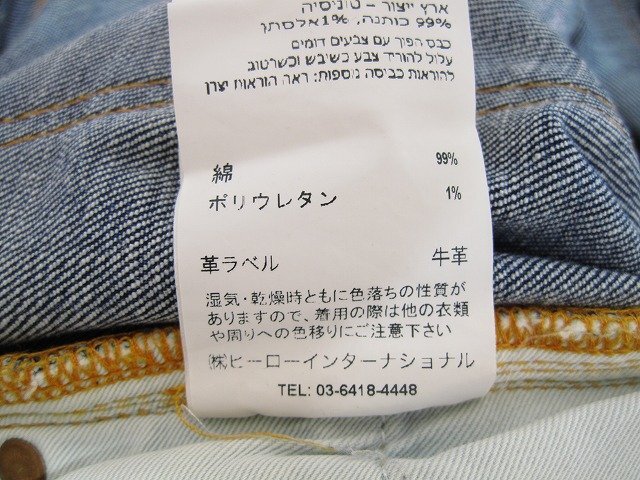 ארץ ייצור – טוניסיה
99% כותנה, 1% אלסתן
כבס הפוך עם צבעים דומים
עלול להוריד צבע כשיבש וכשרטוב
להוראות כביסה נוספות: ראה הוראות יצרן
綿 99%
ポリウレタン 1%
革ラベル 牛革
湿気・乾燥時ともに色落ちの性質が
ありますので、着用の際は他の衣類
や周りへの色移りにご注意下さい
㈱ヒーローインターナショナル
TEL: 03-6418-4448